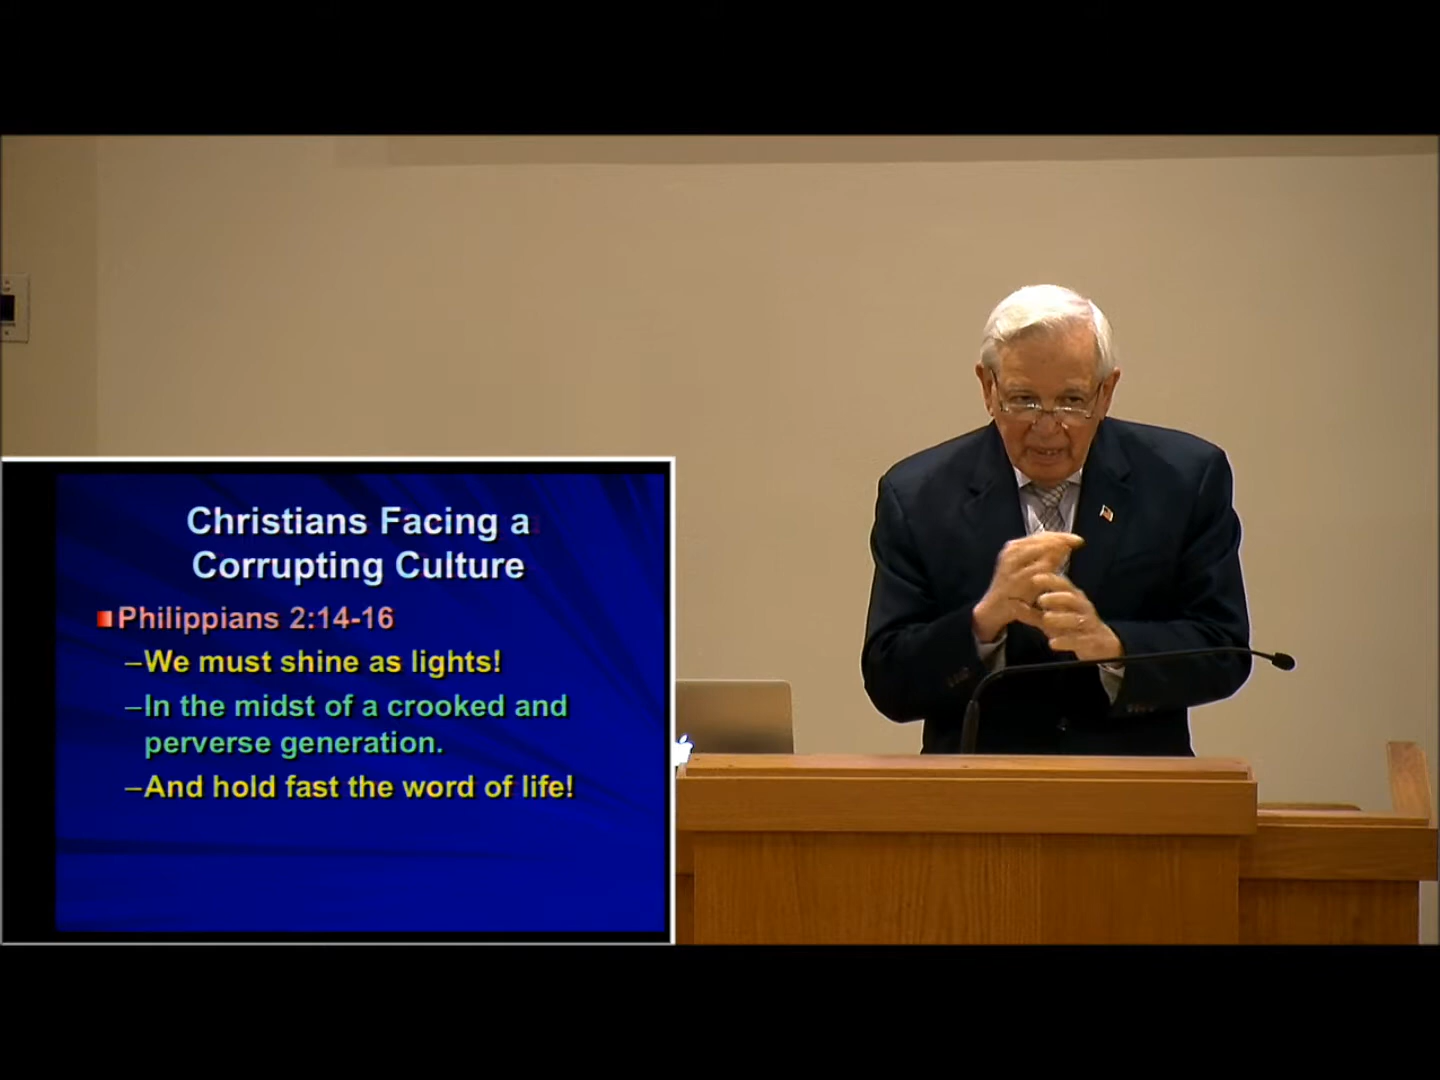 Christians Facing a
Corrupting Culture
Philippians 2:14-16
–We must shine as lights!
–In the midst of a crooked and
perverse generation.
–And hold fast the word of life!